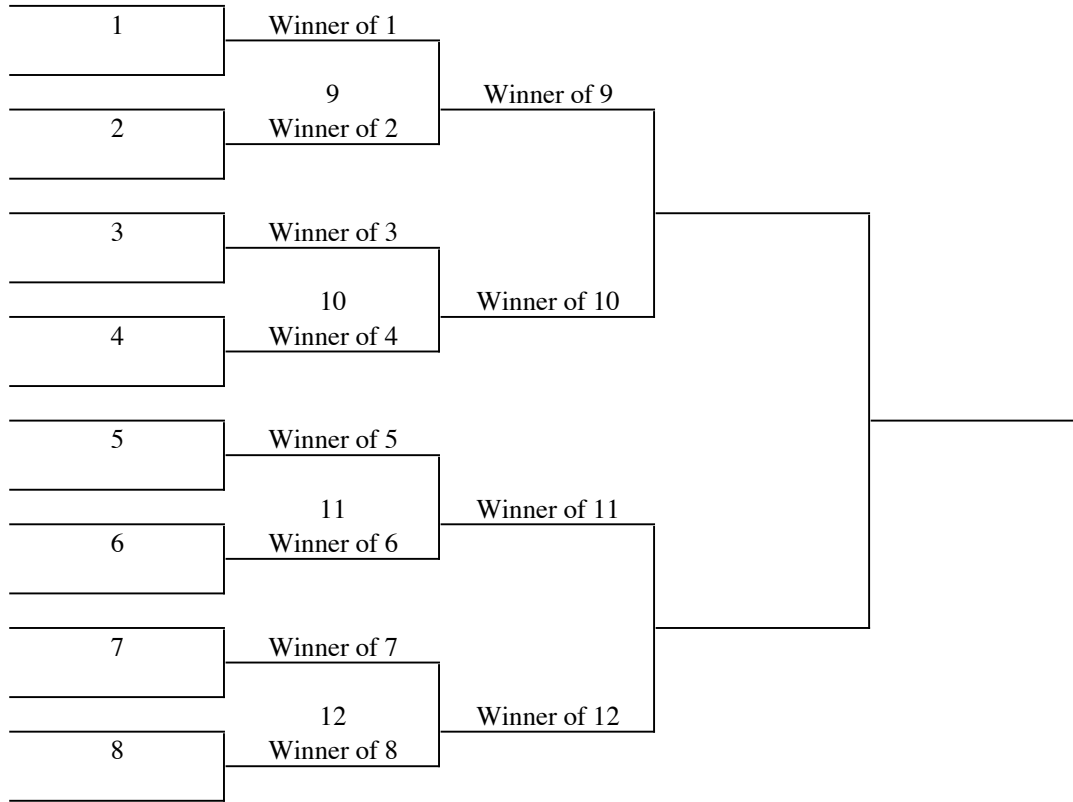 1
Winner of 1
9
Winner of 9
2
Winner of 2
3
Winner of 3
10
Winner of 10
4
Winner of 4
5
Winner of 5
11
Winner of 11
6
Winner of 6
7
Winner of 7
12
Winner of 12
8
Winner of 8